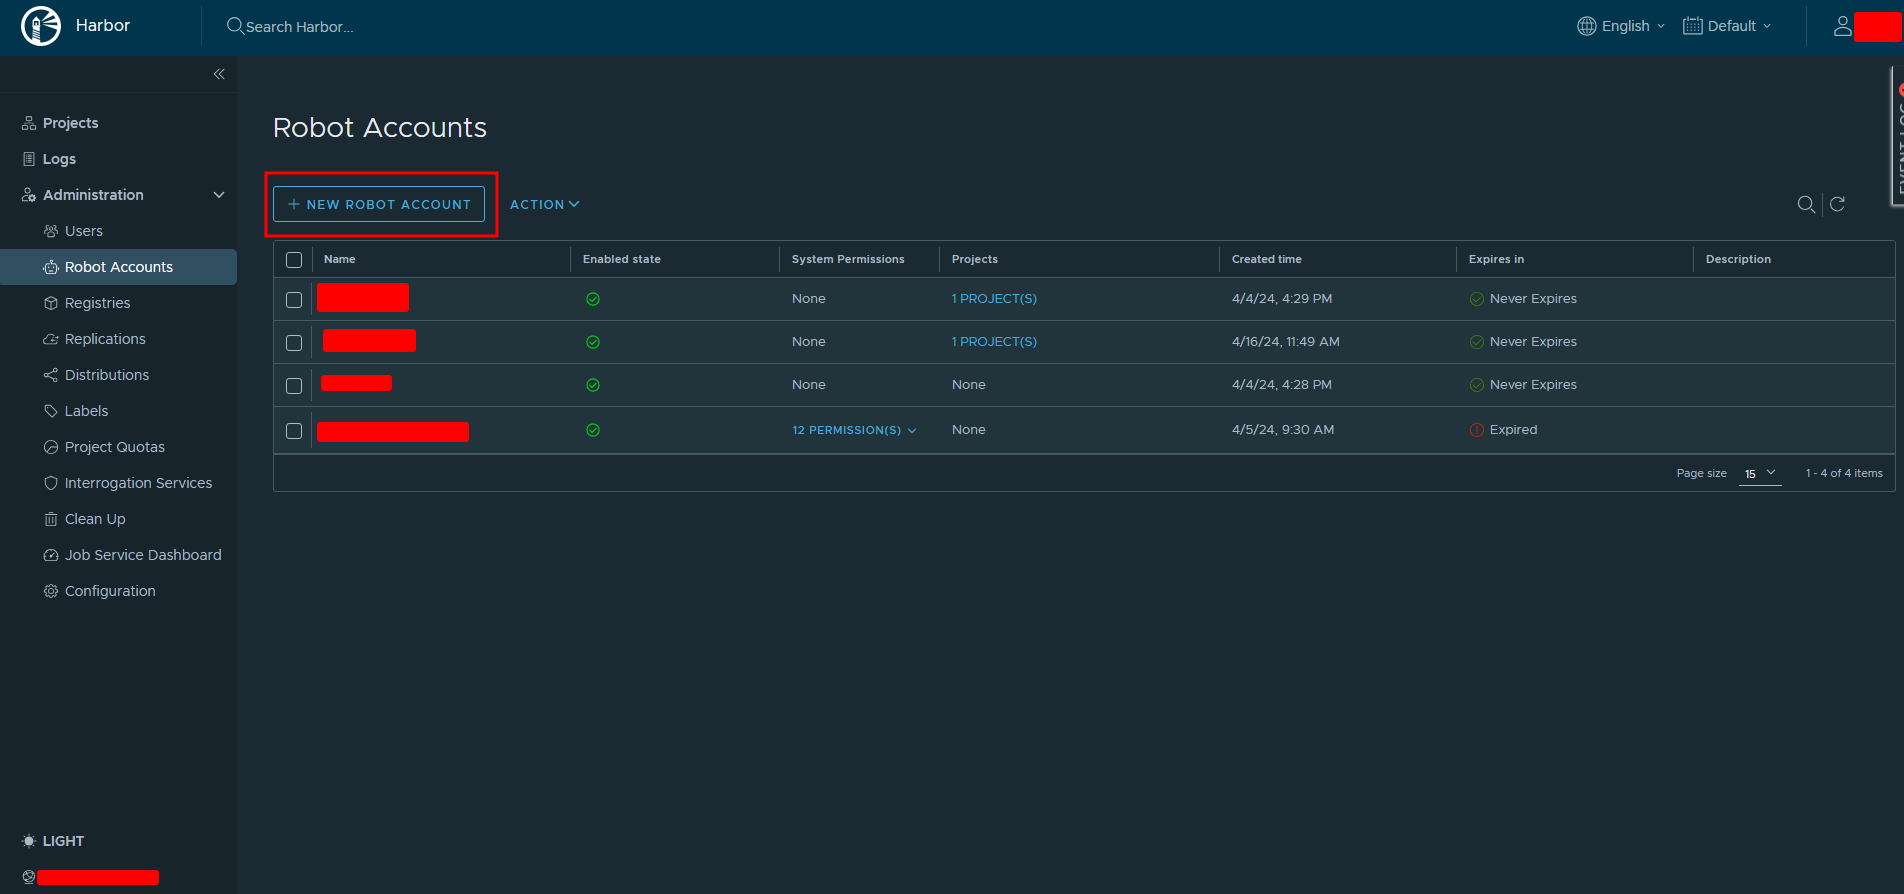 Harbor
Search Harbor...
English
Default
EVENT LOG
Projects
Logs
Administration
Users
Robot Accounts
Registries
Replications
Distributions
Labels
Project Quotas
Interrogation Services
Clean Up
Job Service Dashboard
Configuration
LIGHT
Robot Accounts
+ NEW ROBOT ACCOUNT ACTION
Name Enabled state System Permissions Projects Created time Expires in Description
None 1 PROJECT(S) 4/4/24, 4:29 PM Never Expires
None 1 PROJECT(S) 4/16/24, 11:49 AM Never Expires
None None 4/4/24, 4:28 PM Never Expires
12 PERMISSION(S) None 4/5/24, 9:30 AM Expired
Page size 15 1 - 4 of 4 items